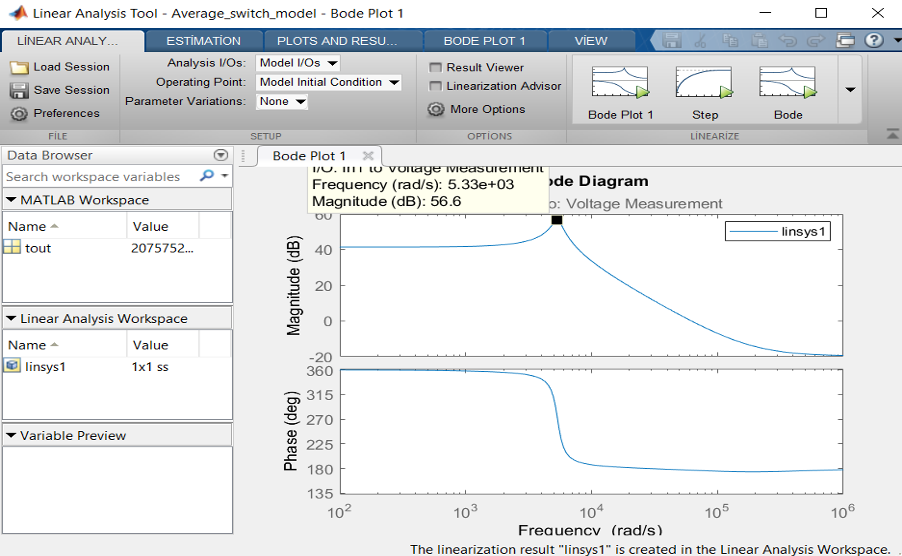 Linear Analysis Tool - Average_switch_model - Bode Plot 1
LİNEAR ANALY... ESTİMATİON PLOTS AND RESU... BODE PLOT 1 VİEW
Load Session
Save Session
Preferences
FİLE
Analysis I/Os: Model I/Os
Operating Point: Model Initial Condition
Parameter Variations: None
SETUP
Result Viewer
Linearization Advisor
More Options
OPTİONS
Bode Plot 1 Step Bode
LİNEARİZE
Data Browser
Search workspace variables
MATLAB Workspace
Name Value
tout 2075752...
Linear Analysis Workspace
Name Value
linsys1 1x1 ss
Variable Preview
Bode Plot 1
I/O: In1 to Voltage Measurement
Frequency (rad/s): 5.33e+03
Magnitude (dB): 56.6
ode Diagram
o: Voltage Measurement
linsys1
Magnitude (dB)
60
40
20
0
-20
Phase (deg)
360
315
270
225
180
135
10^2 10^3 10^4 10^5 10^6
Frequency (rad/s)
The linearization result "linsys1" is created in the Linear Analysis Workspace.